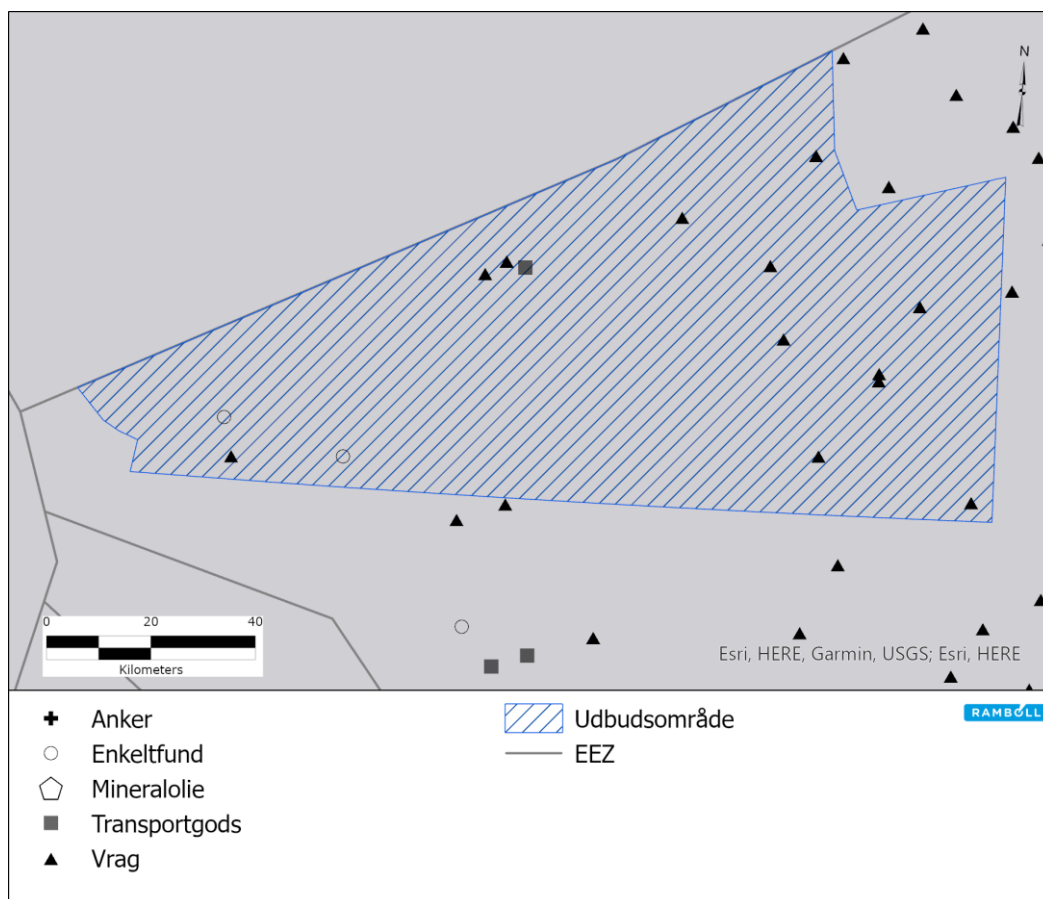 N
0 20 40
Kilometers
Esri, HERE, Garmin, USGS; Esri, HERE
Anker
Enkeltfund
Mineralolie
Transportgods
Vrag
Udbudsområde
EEZ
RAMBOLL